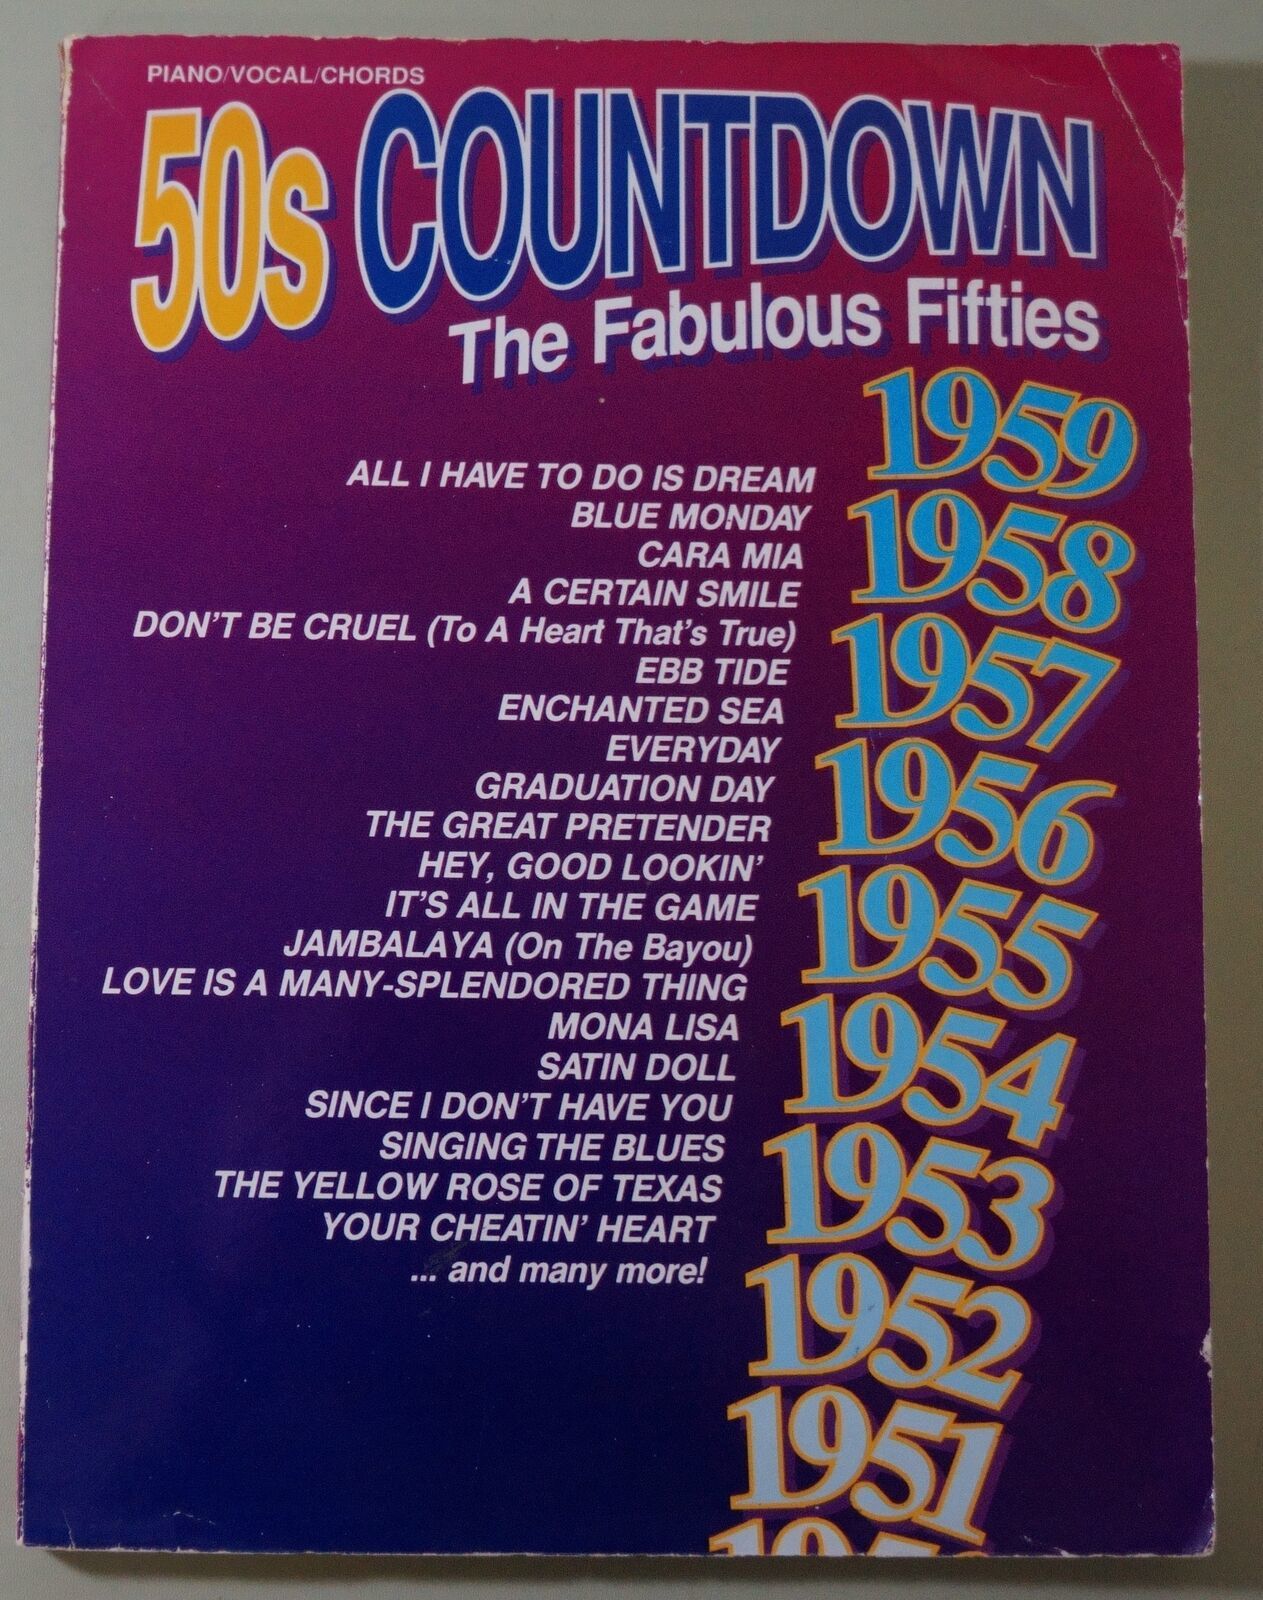 PIANO/VOCAL/CHORDS
50s COUNTDOWN
The Fabulous Fifties
1959
ALL I HAVE TO DO IS DREAM
BLUE MONDAY
1958
CARA MIA
A CERTAIN SMILE
DON'T BE CRUEL (To A Heart That's True)
1957
EBB TIDE
ENCHANTED SEA
EVERYDAY
1956
GRADUATION DAY
THE GREAT PRETENDER
HEY, GOOD LOOKIN'
1955
IT'S ALL IN THE GAME
JAMBALAYA (On The Bayou)
LOVE IS A MANY-SPLENDORED THING
1954
MONA LISA
SATIN DOLL
SINCE I DON'T HAVE YOU
1953
SINGING THE BLUES
THE YELLOW ROSE OF TEXAS
YOUR CHEATIN' HEART
... and many more!
1952
1951